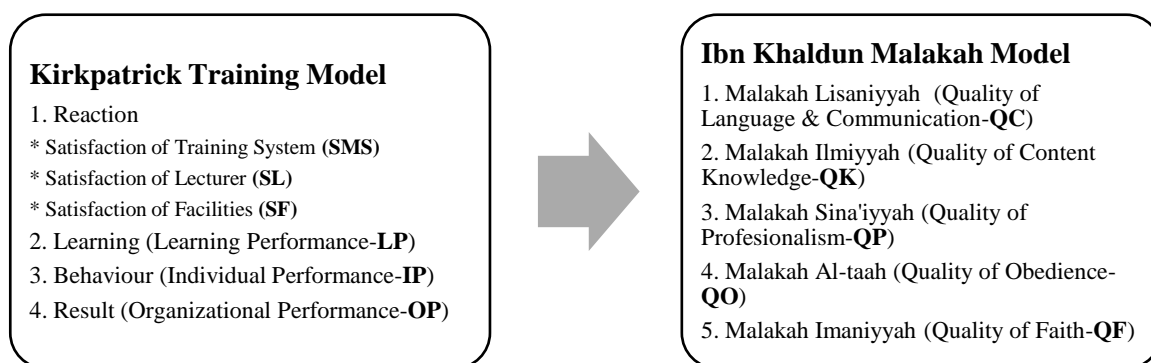 Kirkpatrick Training Model
1. Reaction
* Satisfaction of Training System (SMS)
* Satisfaction of Lecturer (SL)
* Satisfaction of Facilities (SF)
2. Learning (Learning Performance-LP)
3. Behaviour (Individual Performance-IP)
4. Result (Organizational Performance-OP)
Ibn Khaldun Malakah Model
1. Malakah Lisaniyyah (Quality of
Language & Communication-QC)
2. Malakah Ilmiyyah (Quality of Content
Knowledge-QK)
3. Malakah Sina'iyyah (Quality of
Profesionalism-QP)
4. Malakah Al-taah (Quality of Obedience-
QO)
5. Malakah Imaniyyah (Quality of Faith-QF)